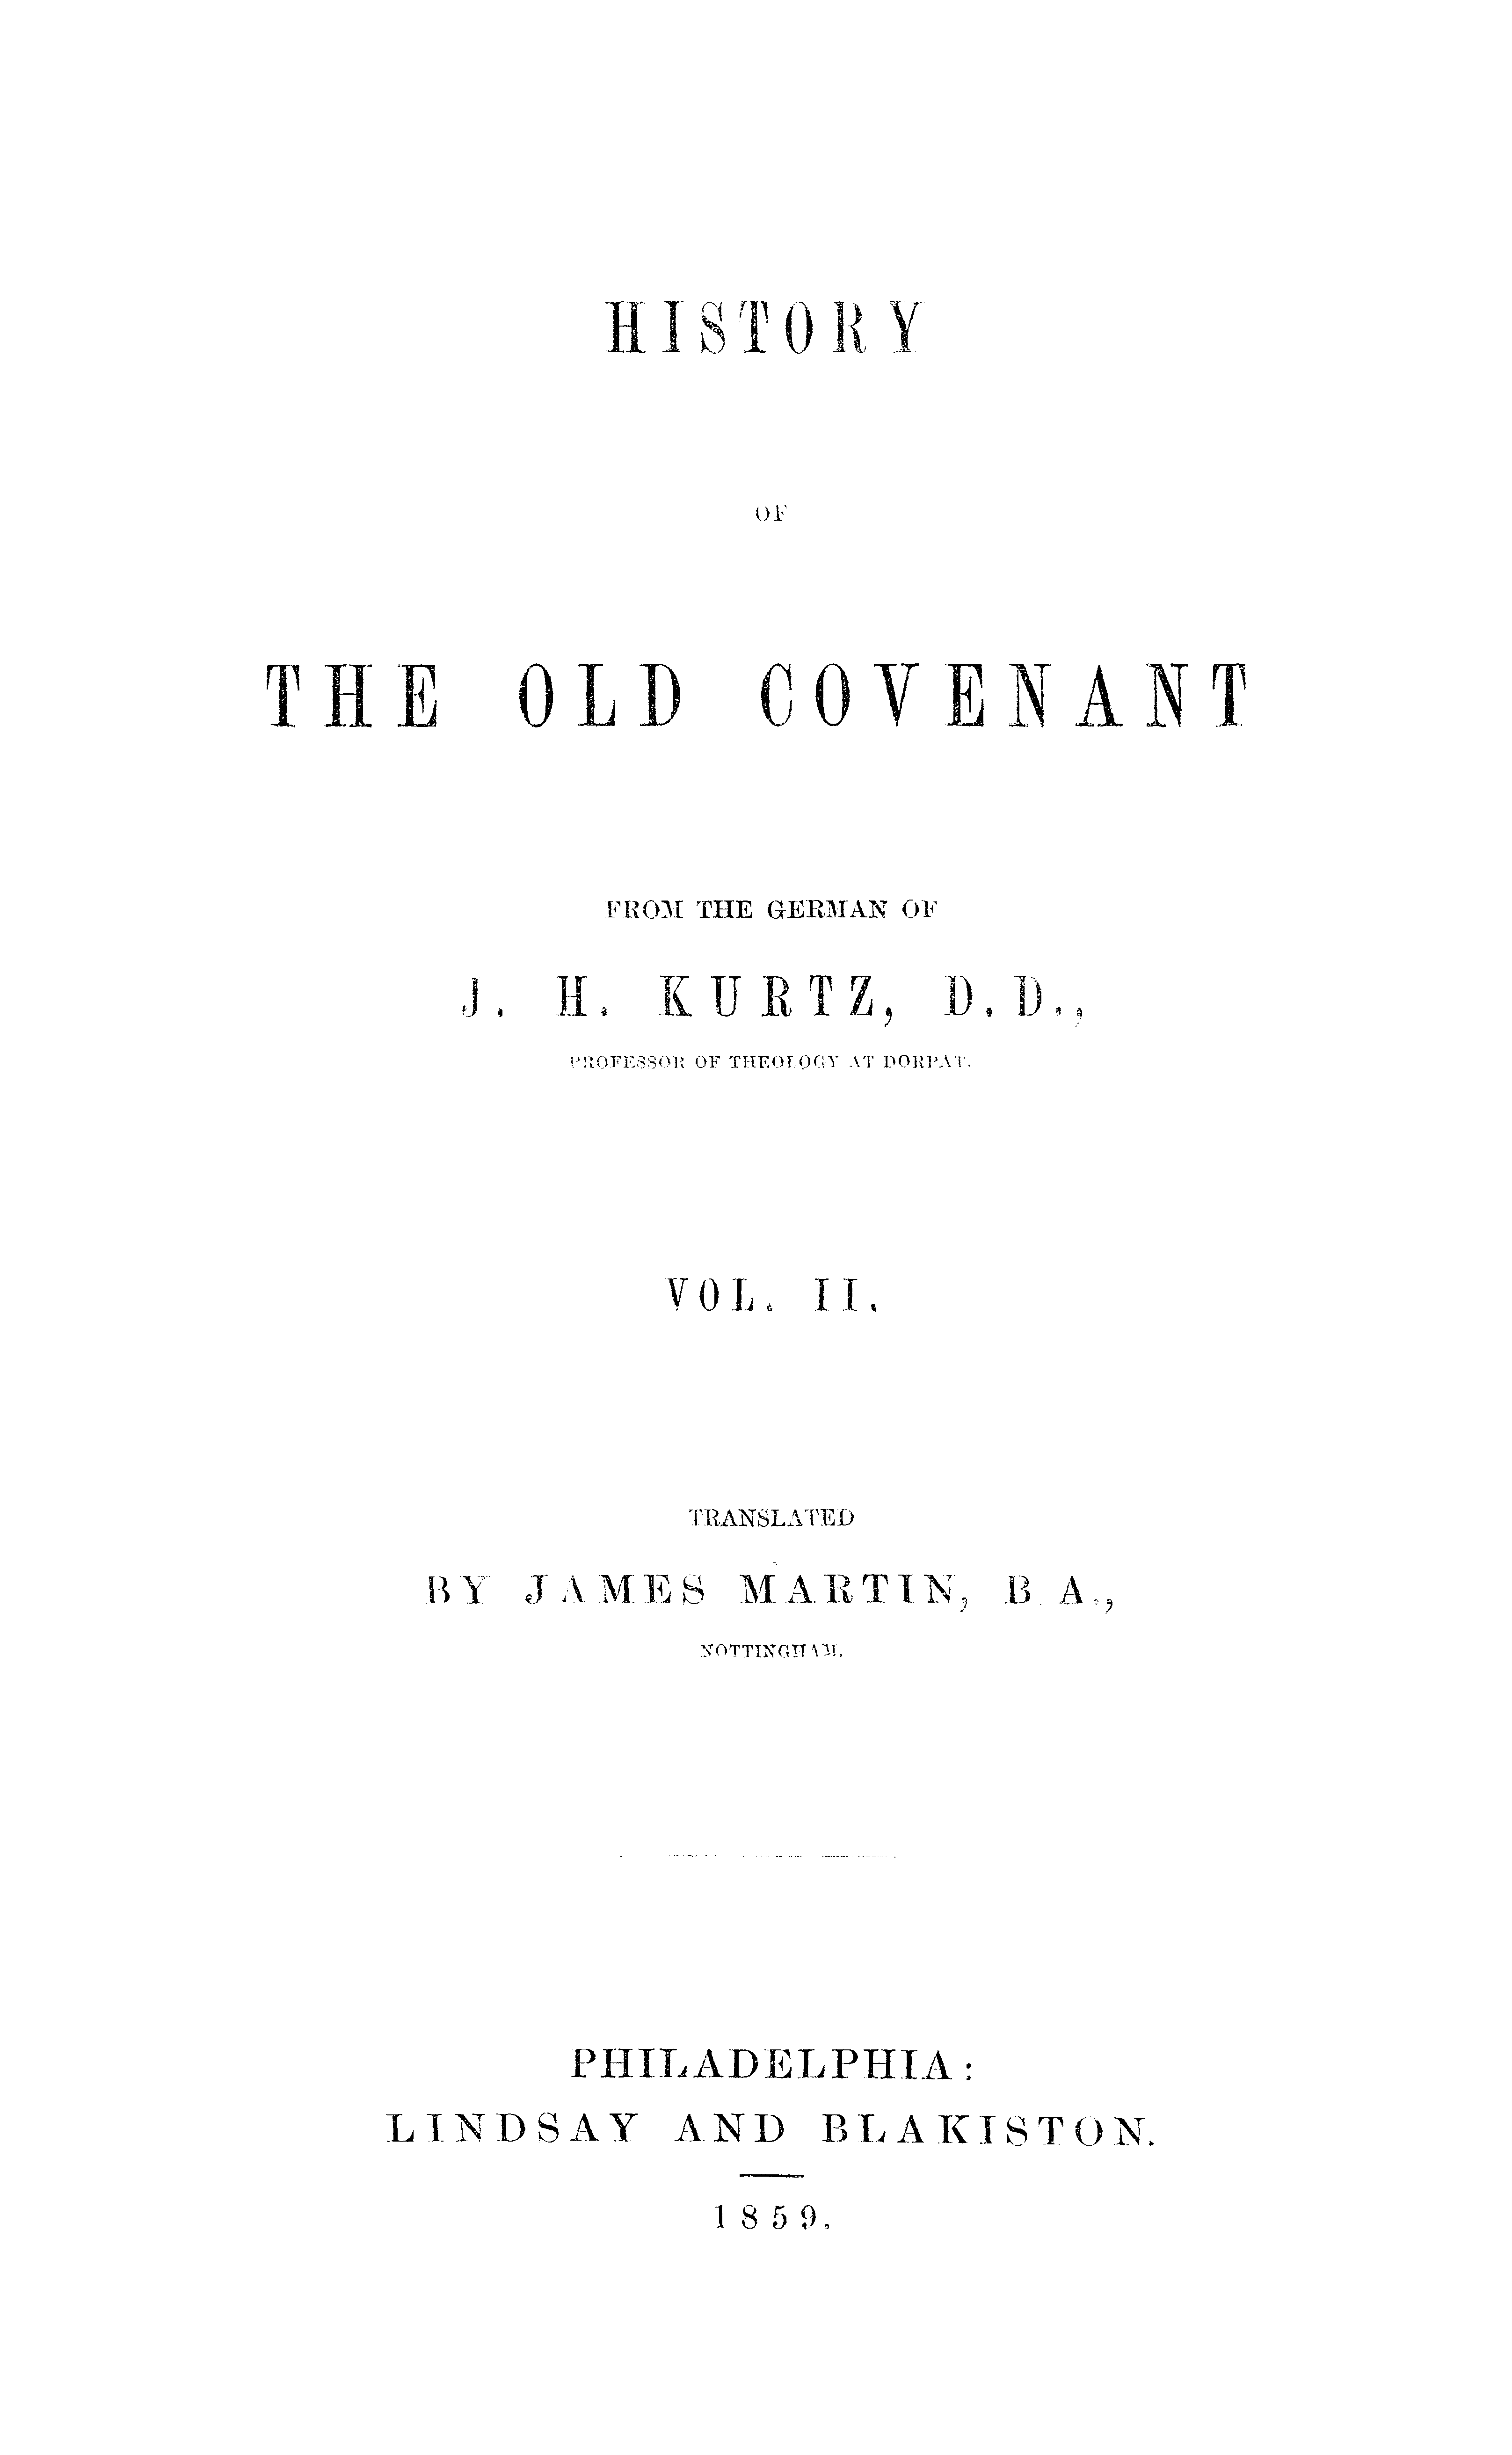 HISTORY
OF
THE OLD COVENANT
FROM THE GERMAN OF
J. H. KURTZ, D.D.,
PROFESSOR OF THEOLOGY AT DORPAT.
VOL. II.
TRANSLATED
BY JAMES MARTIN, B.A.,
NOTTINGHAM.
PHILADELPHIA:
LINDSAY AND BLAKISTON.
1859.